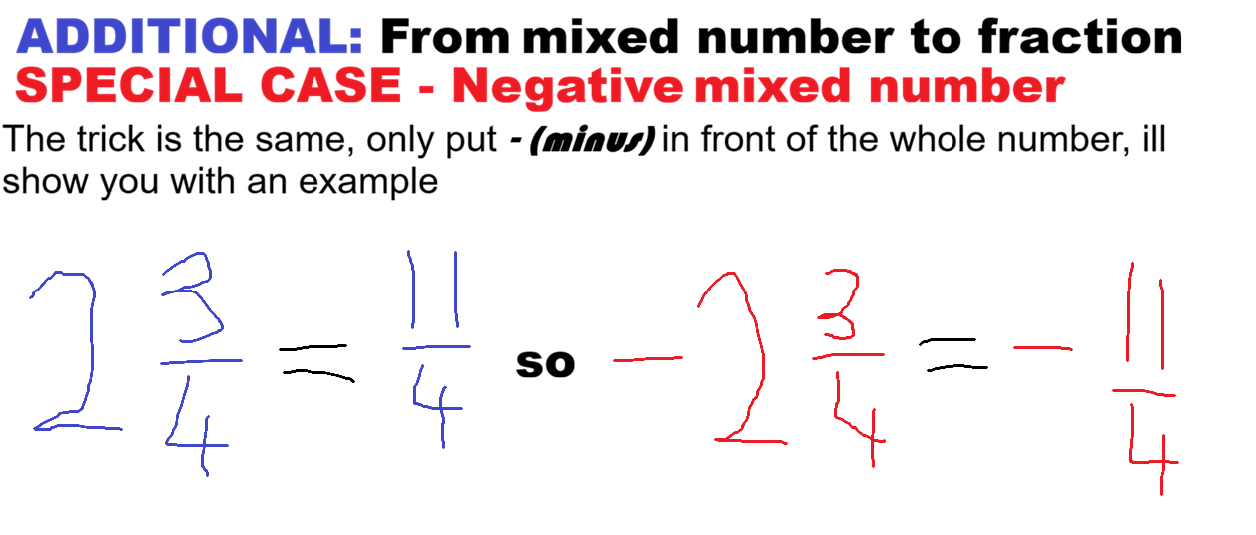 ADDITIONAL: From mixed number to fraction
SPECIAL CASE - Negative mixed number
The trick is the same, only put - (minus) in front of the whole number, ill
show you with an example
2 3/4 = 11/4 so - 2 3/4 = - 11/4